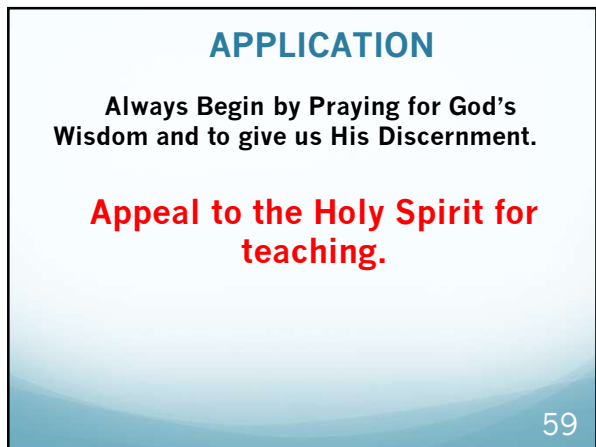 APPLICATION
Always Begin by Praying for God’s
Wisdom and to give us His Discernment.
Appeal to the Holy Spirit for
teaching.
59